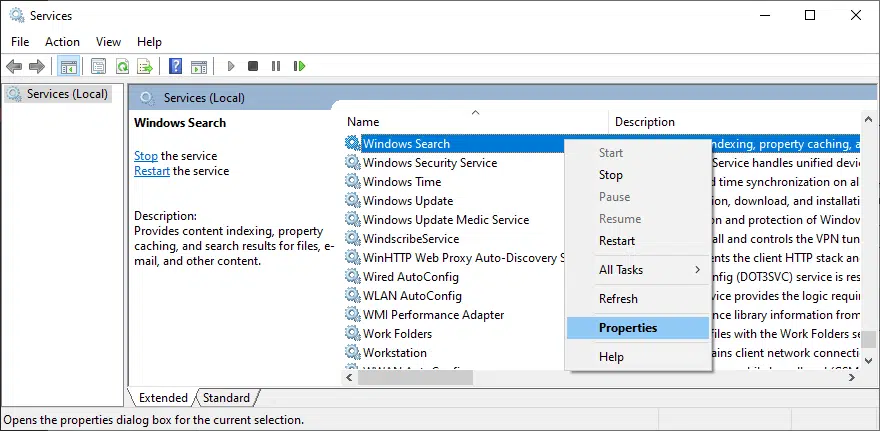 Services
File Action View Help
Services (Local)
Services (Local)
Windows Search
Stop the service
Restart the service
Description:
Provides content indexing, property
caching, and search results for files, e-
mail, and other content.
Name Description
Windows Search ndexing, property caching, a
Windows Security Service Service handles unified devi
Windows Time d time synchronization on al
Windows Update ion, download, and installati
Windows Update Medic Service on and protection of Window
WindscribeService all and controls the VPN tun
WinHTTP Web Proxy Auto-Discovery S ents the client HTTP stack an
Wired AutoConfig fig (DOT3SVC) service is res
WLAN AutoConfig vice provides the logic requir
WMI Performance Adapter nce library information from
Work Folders files with the Work Folders se
Workstation ains client network connecti
Start
Stop
Pause
Resume
Restart
All Tasks
Refresh
Properties
Help
Extended Standard
Opens the properties dialog box for the current selection.